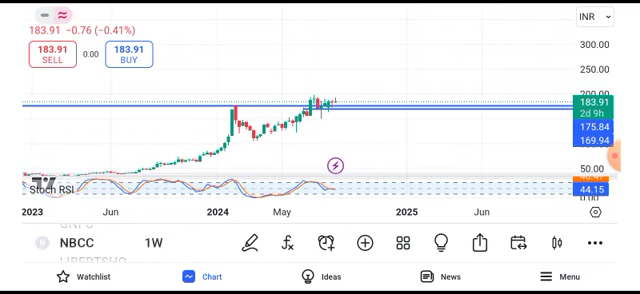 183.91 −0.76 (−0.41%)
INR
183.91
SELL
0.00
183.91
BUY
300.00
250.00
200.00
183.91
2d 9h
175.84
169.94
50.00
Stoch RSI
44.15
0.00
2023
Jun
2024
May
2025
Jun
N
NBCC
1W
Watchlist
Chart
Ideas
News
Menu